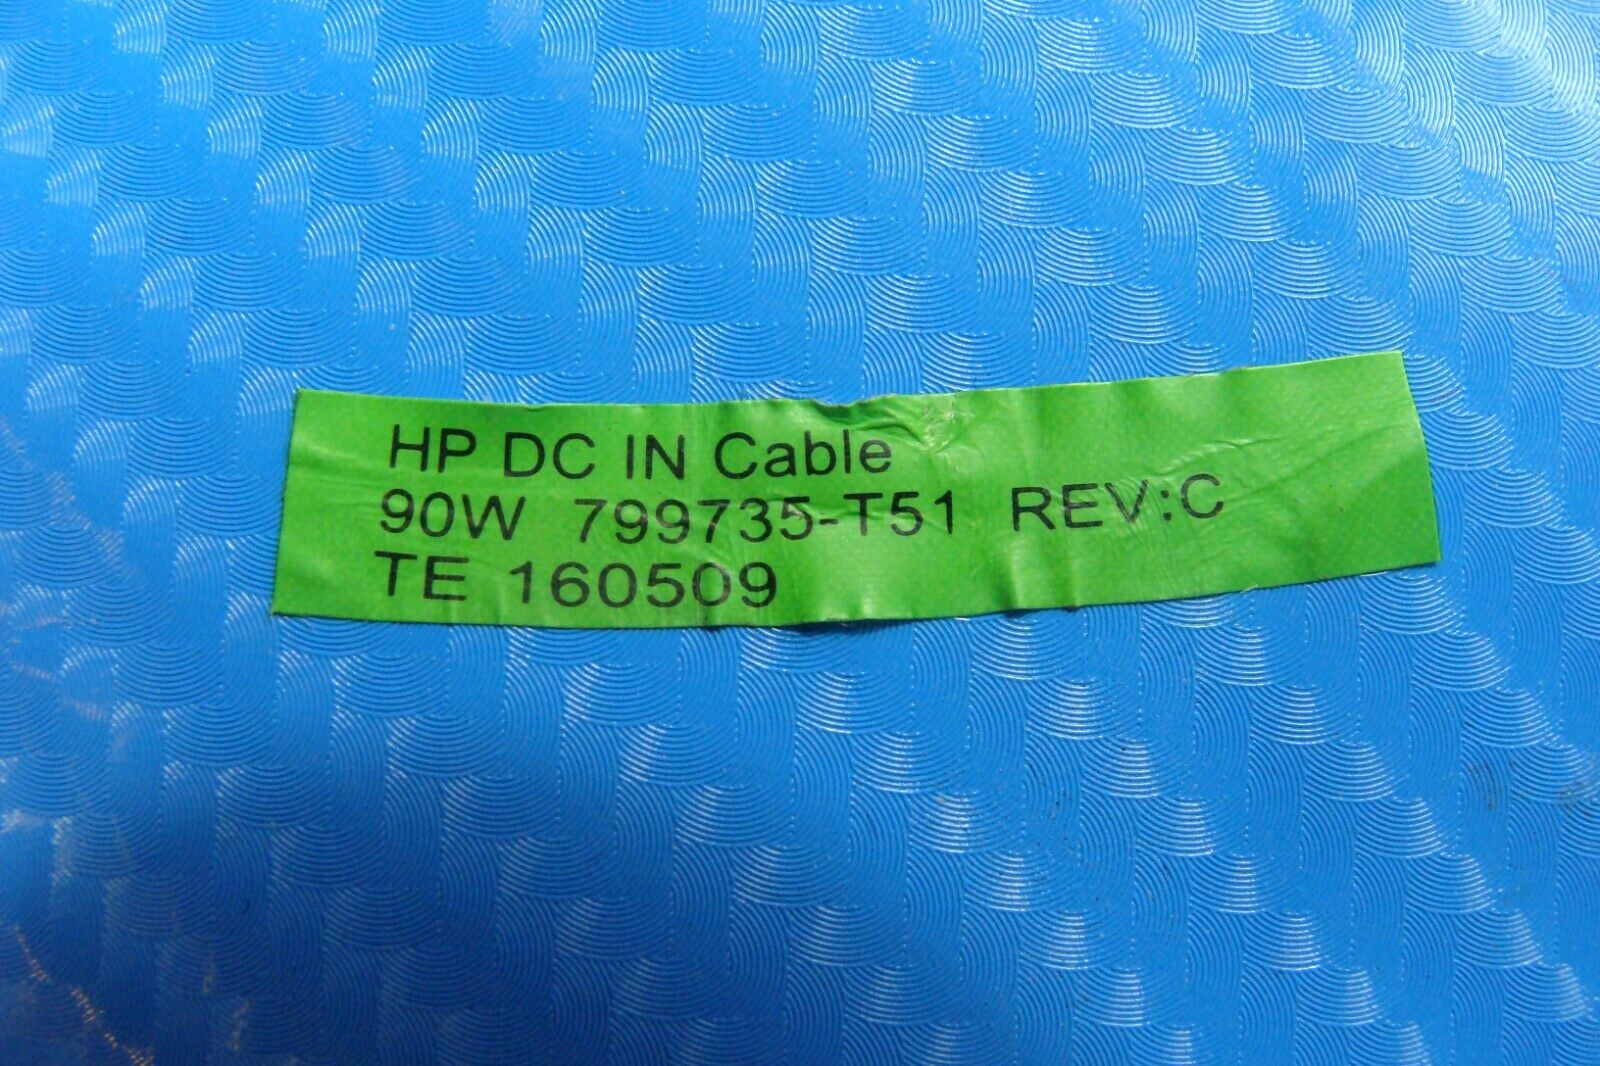 HP DC IN Cable
90W 799735-T51 REV:C
TE 160509